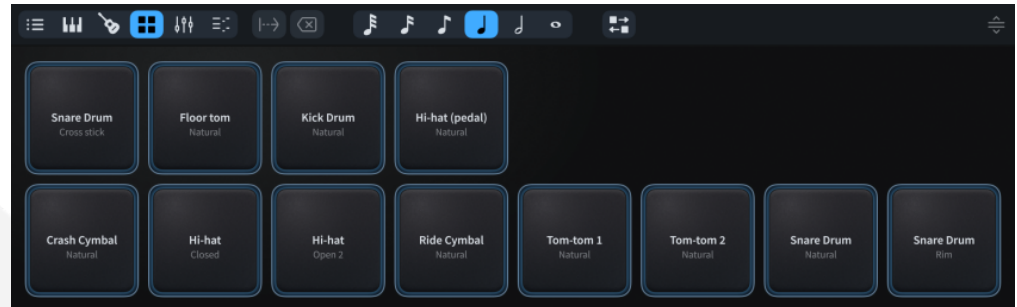 Snare Drum
Cross stick
Floor tom
Natural
Kick Drum
Natural
Hi-hat (pedal)
Natural
Crash Cymbal
Natural
Hi-hat
Closed
Hi-hat
Open 2
Ride Cymbal
Natural
Tom-tom 1
Natural
Tom-tom 2
Natural
Snare Drum
Natural
Snare Drum
Rim